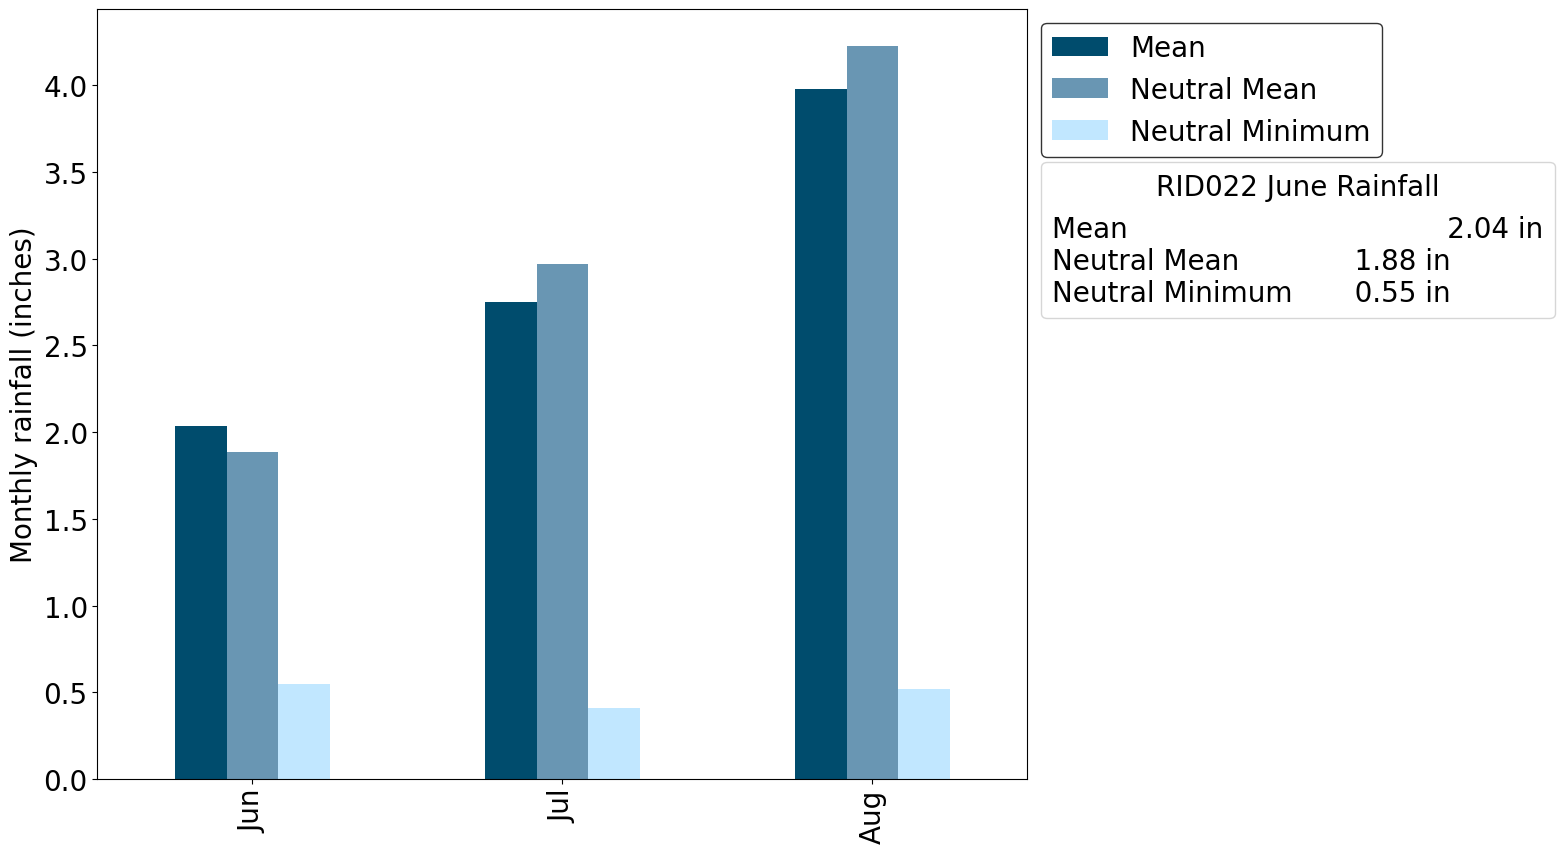 Monthly rainfall (inches)
4.0
3.5
3.0
2.5
2.0
1.5
1.0
0.5
0.0
Jun
Jul
Aug
Mean
Neutral Mean
Neutral Minimum
RID022 June Rainfall
Mean 2.04 in
Neutral Mean 1.88 in
Neutral Minimum 0.55 in